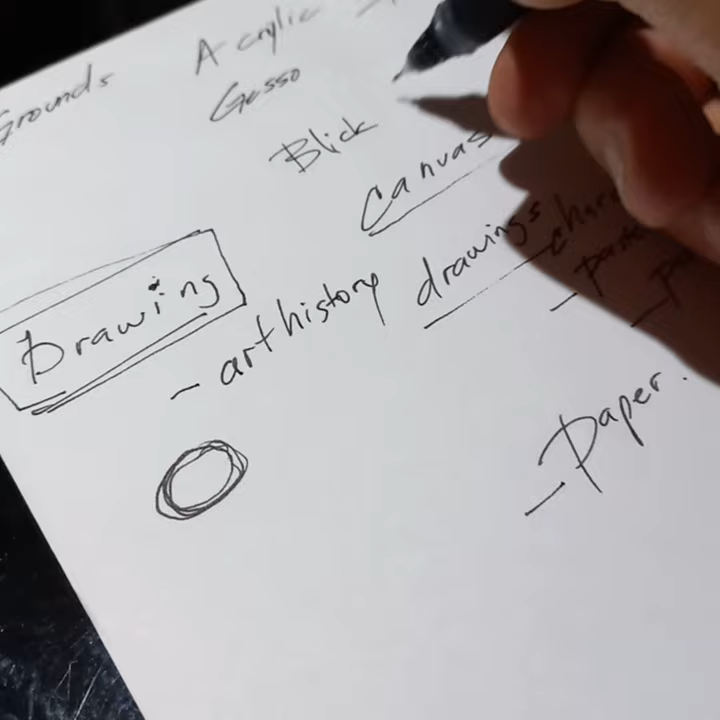 Grounds Acrylic
Gesso
Blick
Canvas
Drawing
- art history drawings
- Paper.